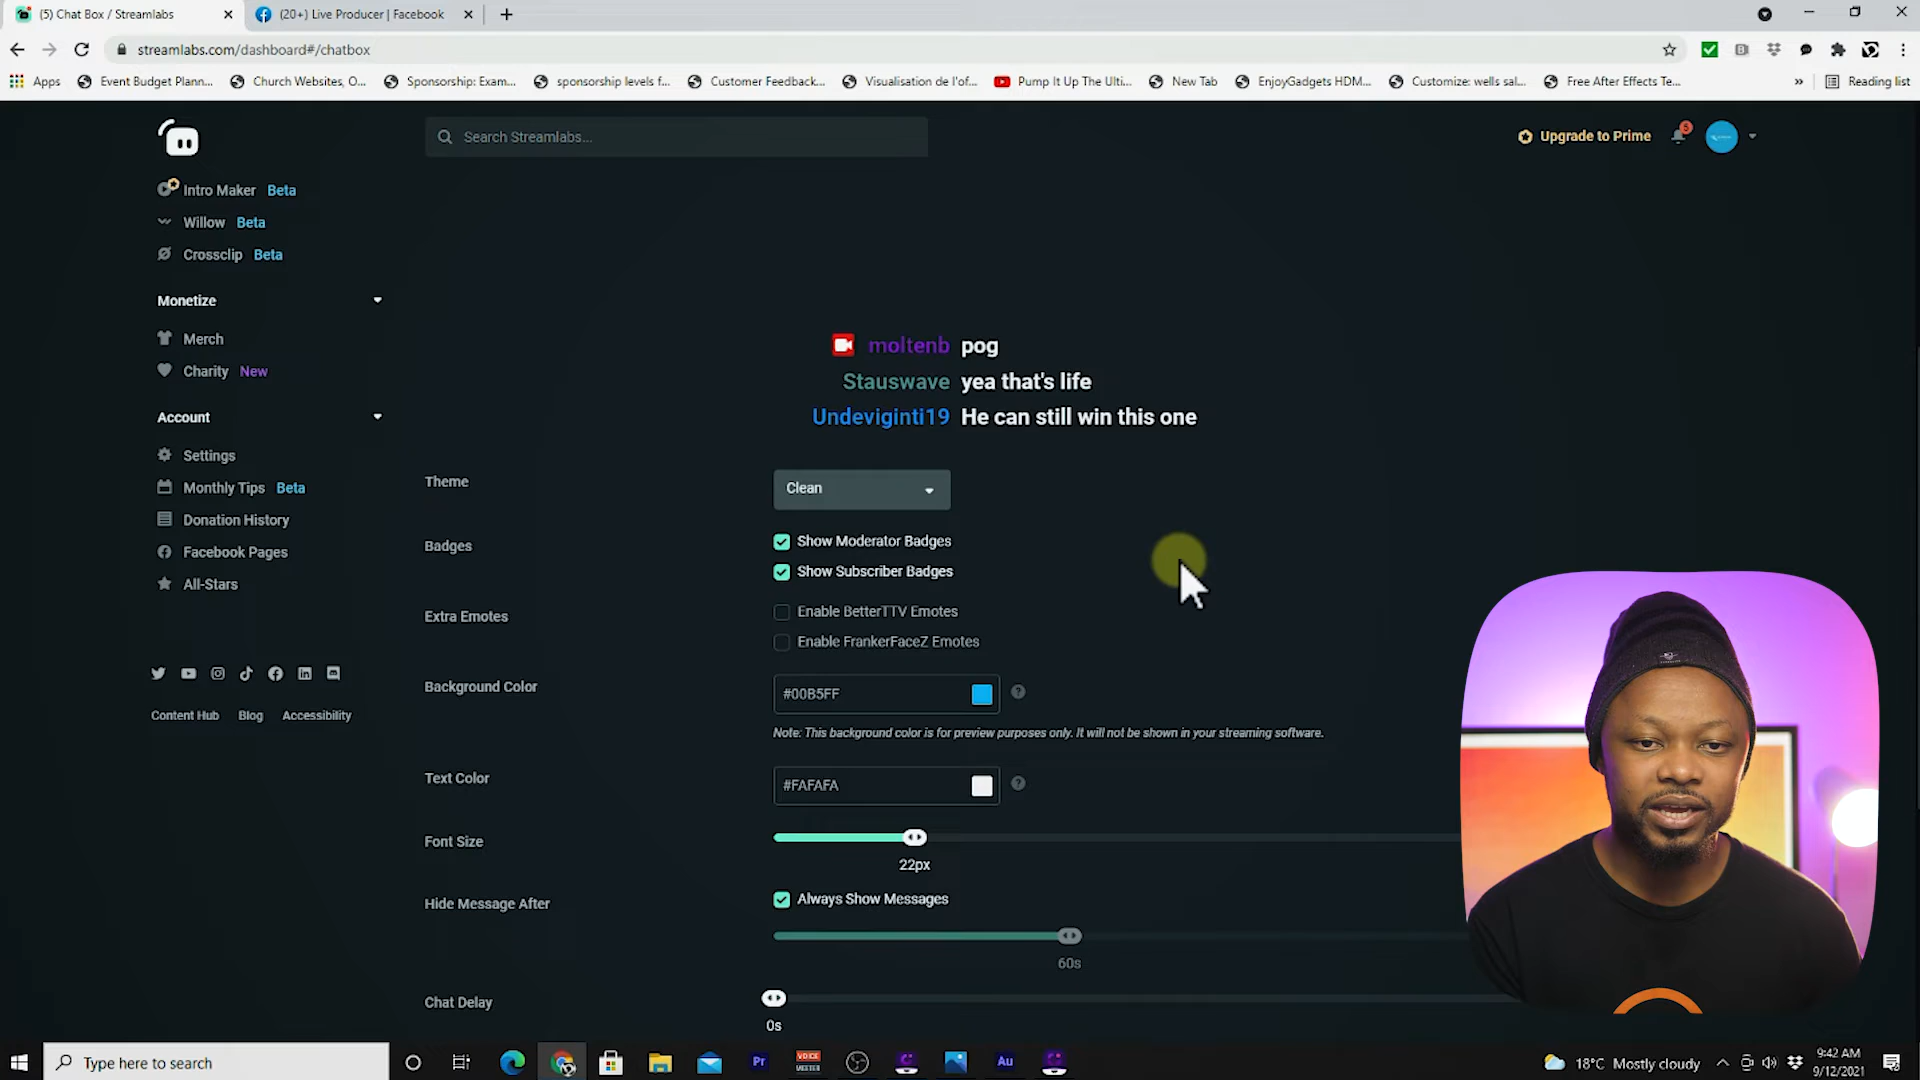 (5) Chat Box / Streamlabs
(20+) Live Producer | Facebook
streamlabs.com/dashboard#/chatbox
Apps
Event Budget Plann...
Church Websites, O...
Sponsorship: Exam...
sponsorship levels f...
Customer Feedback...
Visualisation de l'of...
Pump It Up The Ulti...
New Tab
EnjoyGadgets HDM...
Customize: wells sal...
Free After Effects Te...
»
Reading list
Search Streamlabs...
Upgrade to Prime
5
Intro Maker Beta
Willow Beta
Crossclip Beta
Monetize
Merch
Charity New
Account
Settings
Monthly Tips Beta
Donation History
Facebook Pages
All-Stars
Content Hub Blog Accessibility
moltenb pog
Stauswave yea that's life
Undeviginti19 He can still win this one
Theme
Clean
Badges
Show Moderator Badges
Show Subscriber Badges
Extra Emotes
Enable BetterTTV Emotes
Enable FrankerFaceZ Emotes
Background Color
#00B5FF
Note: This background color is for preview purposes only. It will not be shown in your streaming software.
Text Color
#FAFAFA
Font Size
22px
Hide Message After
Always Show Messages
60s
Chat Delay
0s
Type here to search
Pr
VOICE
MEETER
Au
18°C Mostly cloudy
9:42 AM
9/12/2021